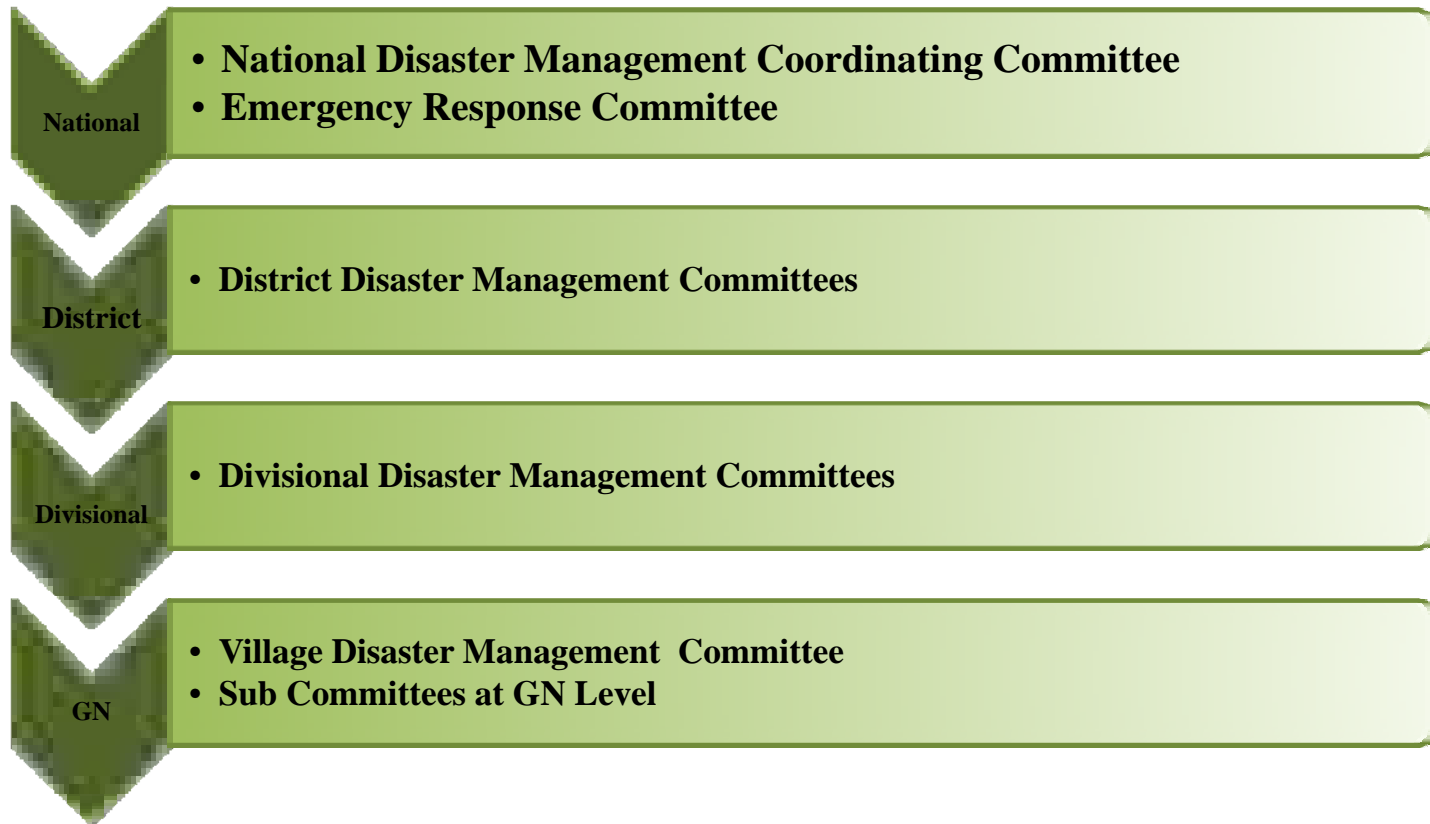 National
• National Disaster Management Coordinating Committee
• Emergency Response Committee
District
• District Disaster Management Committees
Divisional
• Divisional Disaster Management Committees
GN
• Village Disaster Management Committee
• Sub Committees at GN Level